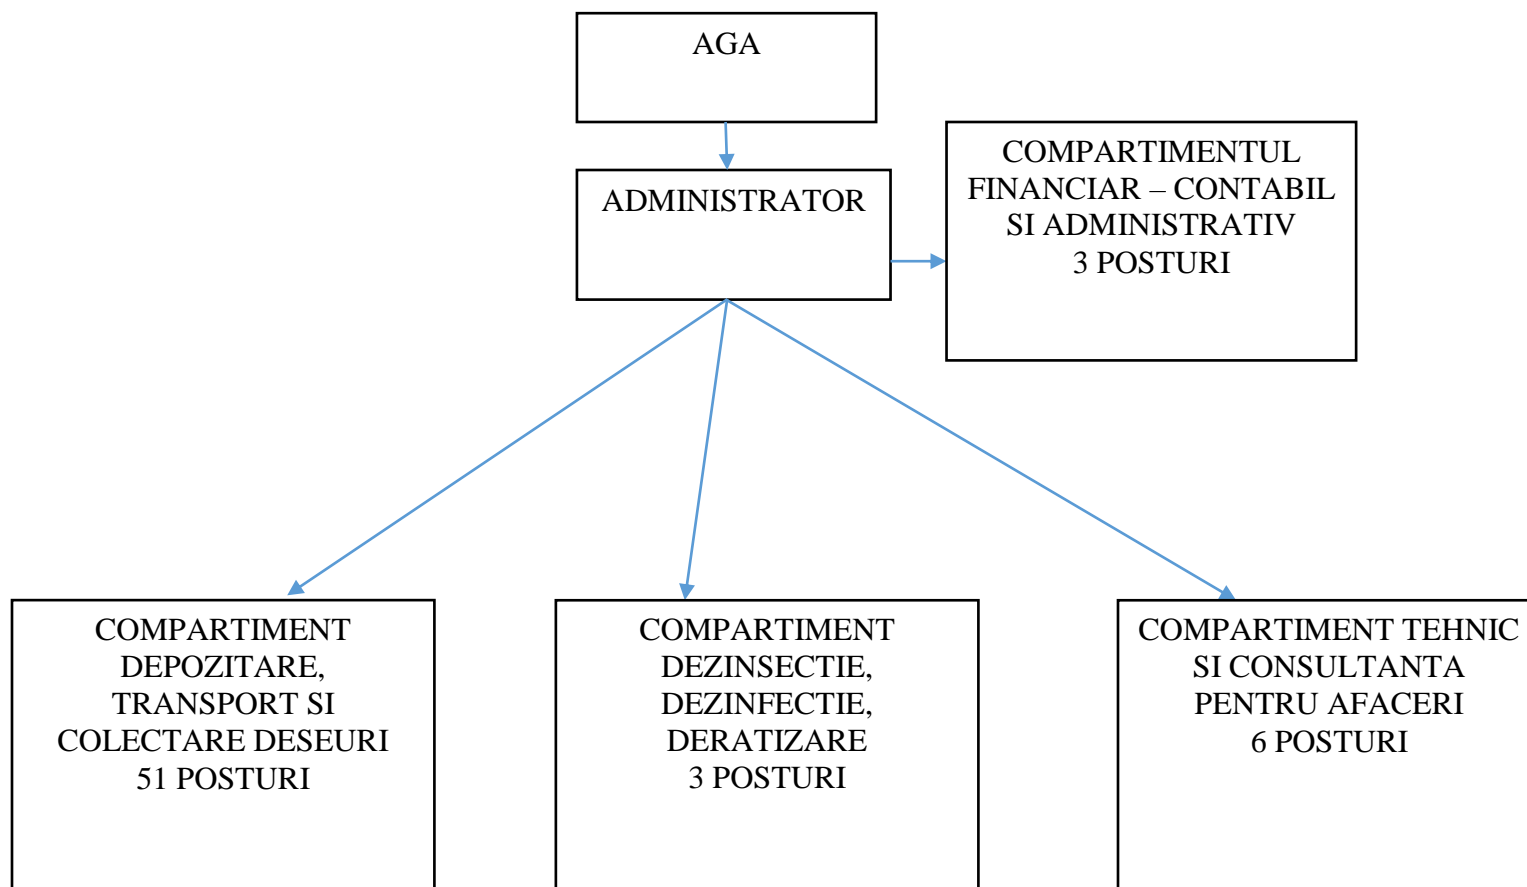 AGA
ADMINISTRATOR
COMPARTIMENTUL
FINANCIAR – CONTABIL
SI ADMINISTRATIV
3 POSTURI
COMPARTIMENT
DEPOZITARE,
TRANSPORT SI
COLECTARE DESEURI
51 POSTURI
COMPARTIMENT
DEZINSECTIE,
DEZINFECTIE,
DERATIZARE
3 POSTURI
COMPARTIMENT TEHNIC
SI CONSULTANTA
PENTRU AFACERI
6 POSTURI